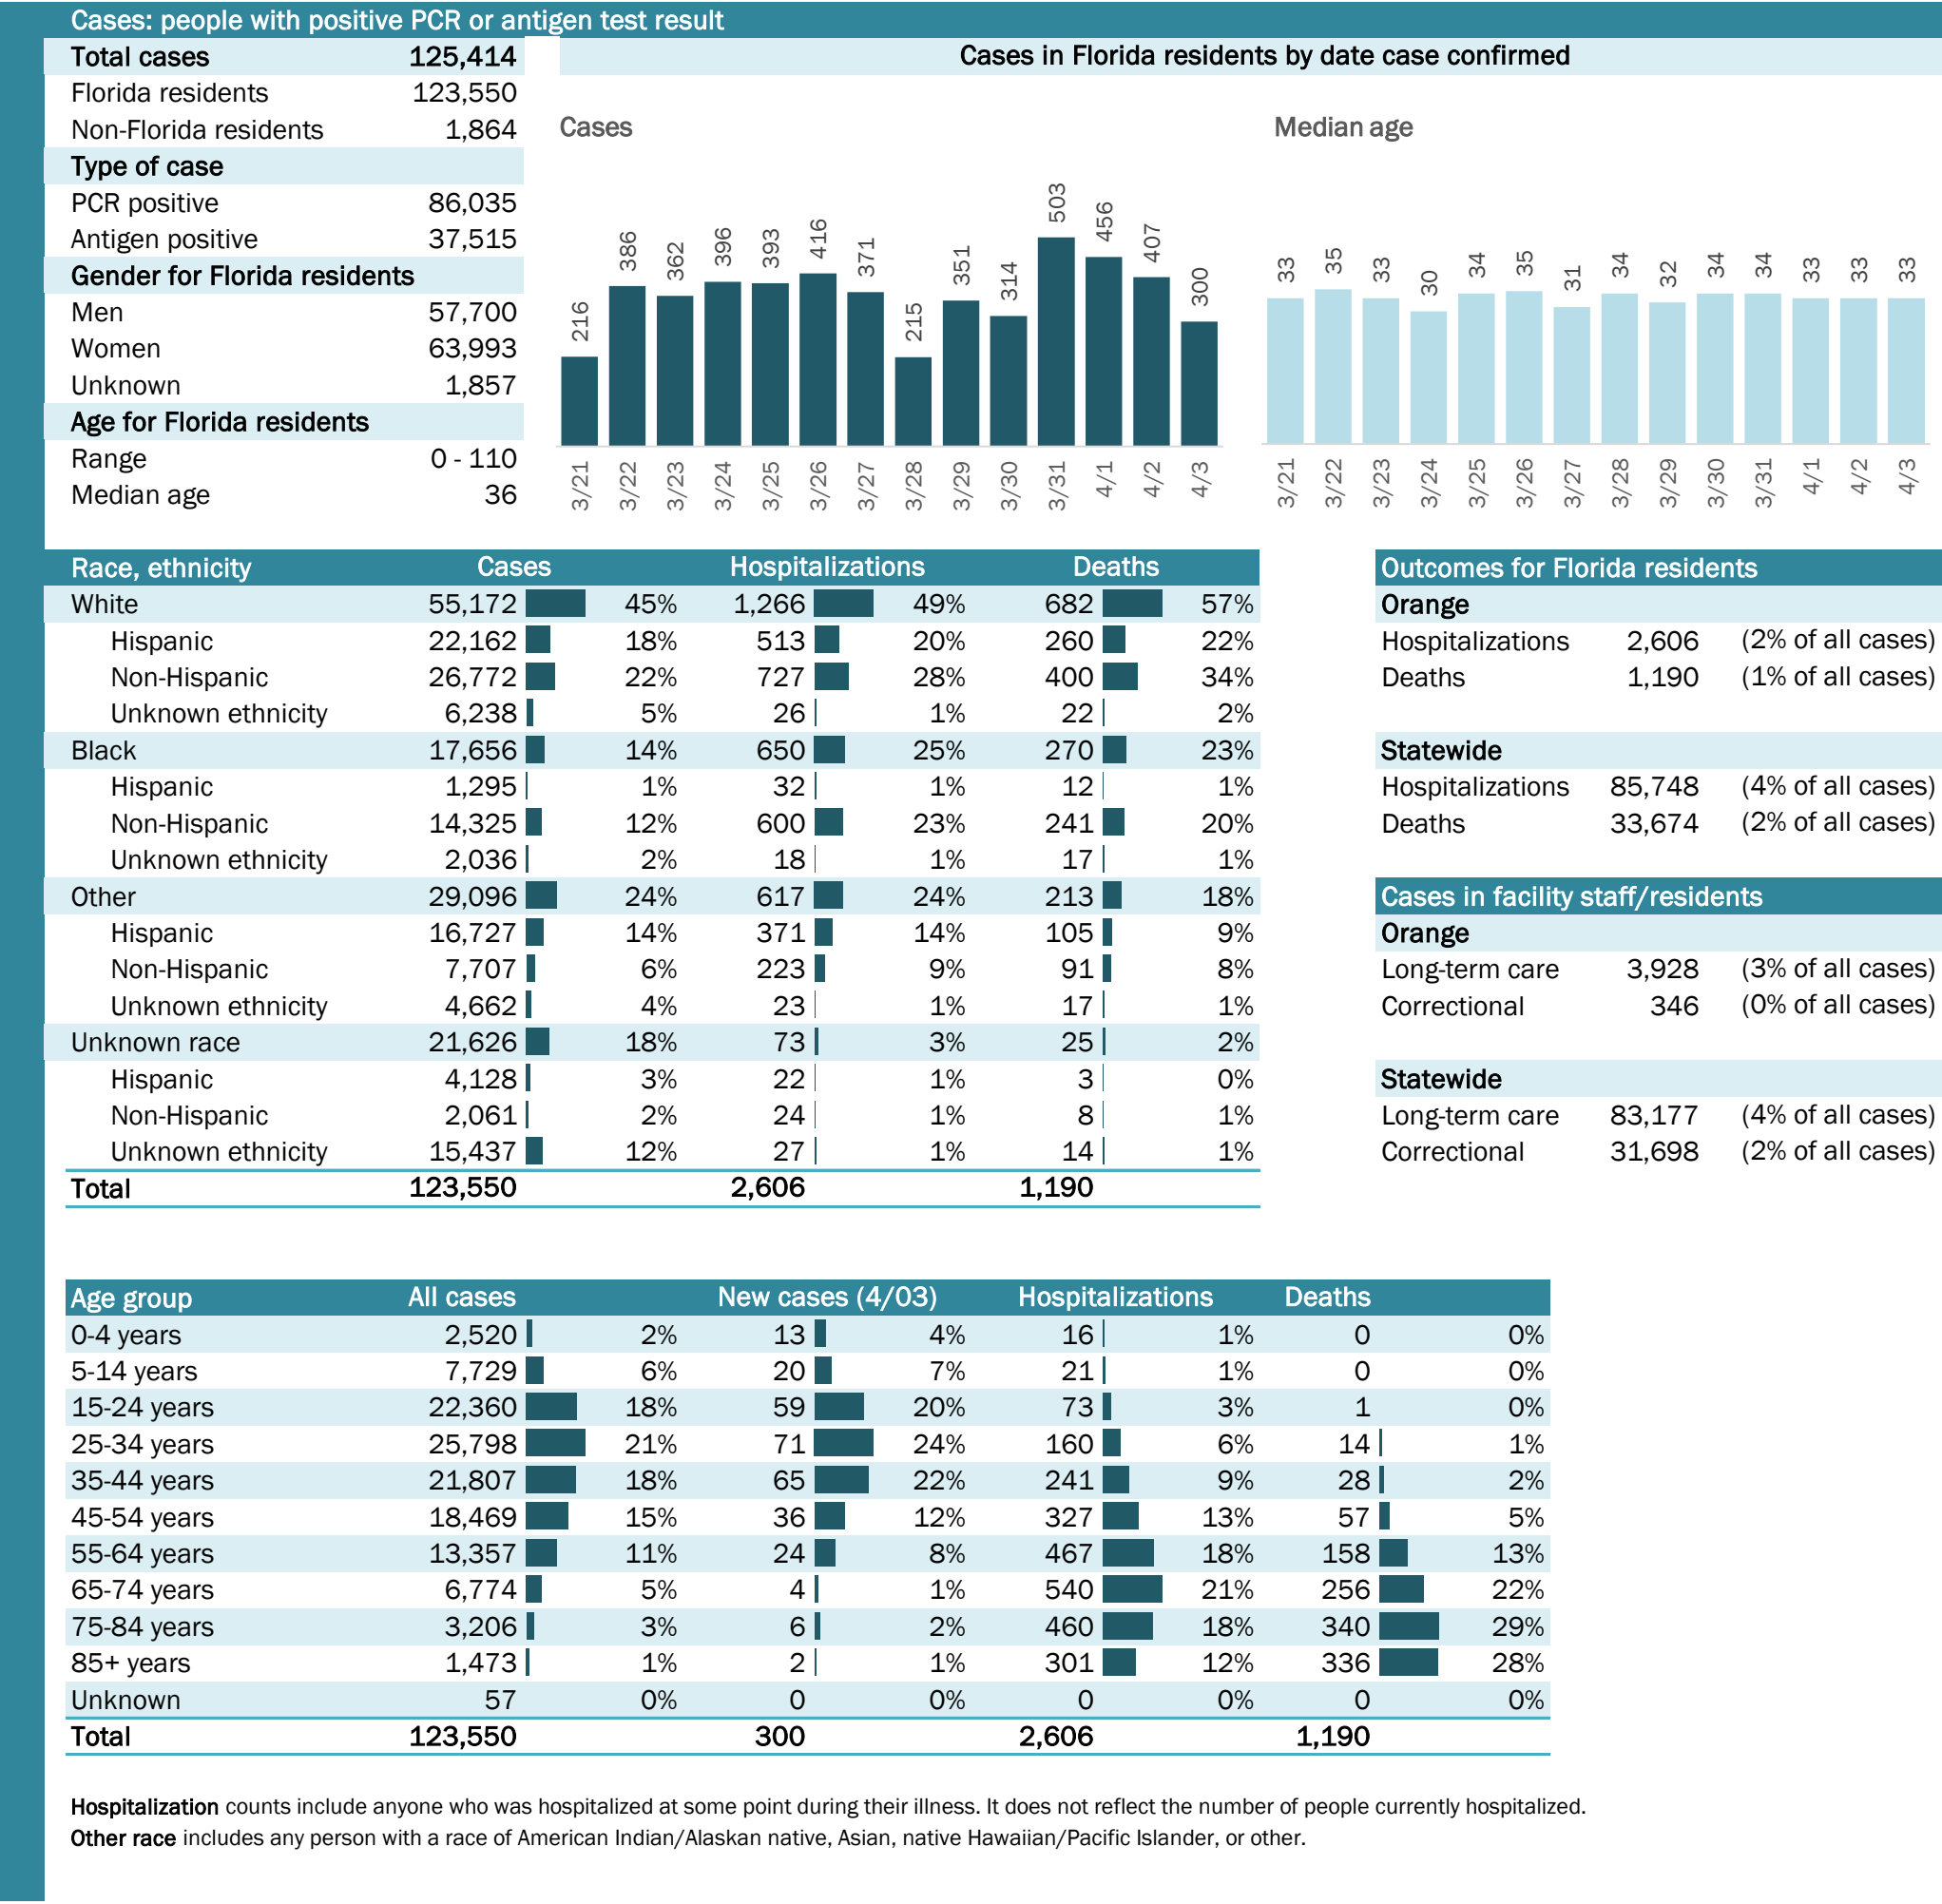 Cases: people with positive PCR or antigen test result
Total cases 125,414
Florida residents 123,550
Non-Florida residents 1,864
Type of case
PCR positive 86,035
Antigen positive 37,515
Gender for Florida residents
Men 57,700
Women 63,993
Unknown 1,857
Age for Florida residents
Range 0 - 110
Median age 36
Cases in Florida residents by date case confirmed
Cases
216 386 362 396 393 416 371 215 351 314 503 456 407 300
3/21 3/22 3/23 3/24 3/25 3/26 3/27 3/28 3/29 3/30 3/31 4/1 4/2 4/3
Median age
33 35 33 30 34 35 31 34 32 34 34 33 33 33
3/21 3/22 3/23 3/24 3/25 3/26 3/27 3/28 3/29 3/30 3/31 4/1 4/2 4/3
Race, ethnicity Cases Hospitalizations Deaths
White 55,172 45% 1,266 49% 682 57%
Hispanic 22,162 18% 513 20% 260 22%
Non-Hispanic 26,772 22% 727 28% 400 34%
Unknown ethnicity 6,238 5% 26 1% 22 2%
Black 17,656 14% 650 25% 270 23%
Hispanic 1,295 1% 32 1% 12 1%
Non-Hispanic 14,325 12% 600 23% 241 20%
Unknown ethnicity 2,036 2% 18 1% 17 1%
Other 29,096 24% 617 24% 213 18%
Hispanic 16,727 14% 371 14% 105 9%
Non-Hispanic 7,707 6% 223 9% 91 8%
Unknown ethnicity 4,662 4% 23 1% 17 1%
Unknown race 21,626 18% 73 3% 25 2%
Hispanic 4,128 3% 22 1% 3 0%
Non-Hispanic 2,061 2% 24 1% 8 1%
Unknown ethnicity 15,437 12% 27 1% 14 1%
Total 123,550 2,606 1,190
Outcomes for Florida residents
Orange
Hospitalizations 2,606 (2% of all cases)
Deaths 1,190 (1% of all cases)
Statewide
Hospitalizations 85,748 (4% of all cases)
Deaths 33,674 (2% of all cases)
Cases in facility staff/residents
Orange
Long-term care 3,928 (3% of all cases)
Correctional 346 (0% of all cases)
Statewide
Long-term care 83,177 (4% of all cases)
Correctional 31,698 (2% of all cases)
Age group All cases New cases (4/03) Hospitalizations Deaths
0-4 years 2,520 2% 13 4% 16 1% 0 0%
5-14 years 7,729 6% 20 7% 21 1% 0 0%
15-24 years 22,360 18% 59 20% 73 3% 1 0%
25-34 years 25,798 21% 71 24% 160 6% 14 1%
35-44 years 21,807 18% 65 22% 241 9% 28 2%
45-54 years 18,469 15% 36 12% 327 13% 57 5%
55-64 years 13,357 11% 24 8% 467 18% 158 13%
65-74 years 6,774 5% 4 1% 540 21% 256 22%
75-84 years 3,206 3% 6 2% 460 18% 340 29%
85+ years 1,473 1% 2 1% 301 12% 336 28%
Unknown 57 0% 0 0% 0 0% 0 0%
Total 123,550 300 2,606 1,190
Hospitalization counts include anyone who was hospitalized at some point during their illness. It does not reflect the number of people currently hospitalized.
Other race includes any person with a race of American Indian/Alaskan native, Asian, native Hawaiian/Pacific Islander, or other.